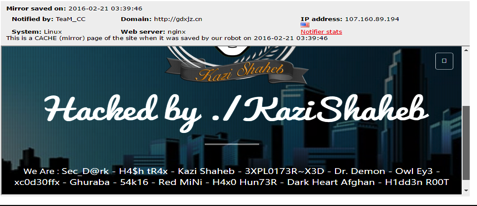 Mirror saved on: 2016-02-21 03:39:46
Notified by: TeaM_CC Domain: http://gdxjz.cn IP address: 107.160.89.194
System: Linux Web server: nginx Notifier stats
This is a CACHE (mirror) page of the site when it was saved by our robot on 2016-02-21 03:39:46
Kazi Shaheb
Hacked by ./KaziShaheb
We Are : Sec_D@rk - H4$h tR4x - Kazi Shaheb - 3XPL0173R~X3D - Dr. Demon - Owl Ey3 -
xc0d30ffx - Ghuraba - 54k16 - Red MiNi - H4x0 Hun73R - Dark Heart Afghan - H1dd3n R00T